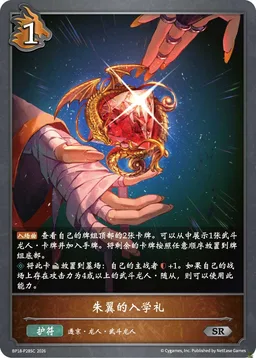 1
入场曲 查看自己的牌组顶部的2张卡牌。可以从中展示1张武斗
龙人·卡牌并加入手牌。将剩余的卡牌按照任意顺序放置到牌
组底部。
将此卡放置到墓场：自己的主战者+1。如果自己的战
场上存在攻击力为4或以上的武斗龙人·随从，则可以使用此
能力。
朱翼的入学礼
护符 透京·龙人·武斗龙人 SR
© Cygames, Inc. Published by NetEase Games